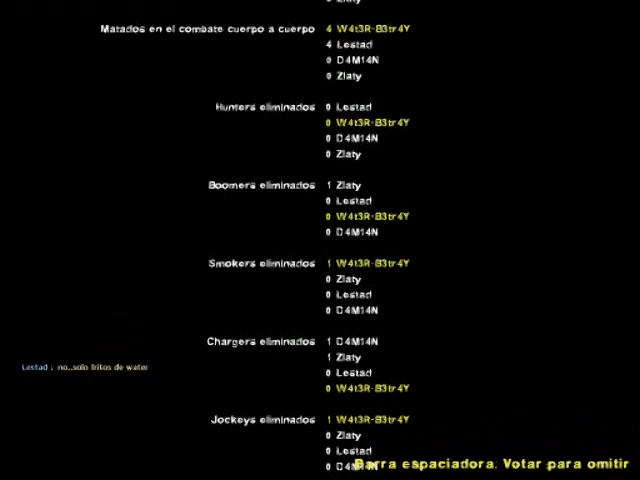 Zlaty
Matados en el combate cuerpo a cuerpo 4 W4t3R-B3tr4Y
4 Lestad
0 D4M14N
0 Zlaty
Hunters eliminados 0 Lestad
0 W4t3R-B3tr4Y
0 D4M14N
0 Zlaty
Boomers eliminados 1 Zlaty
0 Lestad
0 W4t3R-B3tr4Y
0 D4M14N
Smokers eliminados 1 W4t3R-B3tr4Y
0 Zlaty
0 Lestad
0 D4M14N
Chargers eliminados 1 D4M14N
1 Zlaty
Lestad : no..solo fritos de water
0 Lestad
0 W4t3R-B3tr4Y
Jockeys eliminados 1 W4t3R-B3tr4Y
0 Zlaty
0 Lestad
0 D4M14N
Barra espaciadora. Votar para omitir